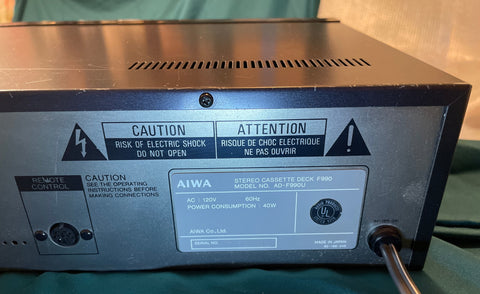 CAUTION
RISK OF ELECTRIC SHOCK
DO NOT OPEN
ATTENTION
RISQUE DE CHOC ELECTRIQUE
NE PAS OUVRIR
REMOTE
CONTROL
CAUTION
SEE THE OPERATING
INSTRUCTIONS BEFORE
MAKING CONNECTIONS
AIWA
STEREO CASSETTE DECK F990
MODEL NO. AD-F990U
AC : 120V 60Hz
POWER CONSUMPTION : 40W
UL
AIWA Co., Ltd.
SERIAL NO.
MADE IN JAPAN